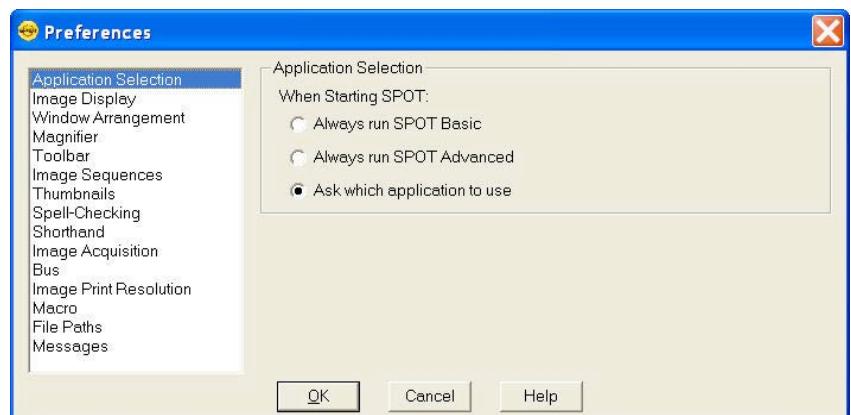 Preferences
Application Selection
Image Display
Window Arrangement
Magnifier
Toolbar
Image Sequences
Thumbnails
Spell-Checking
Shorthand
Image Acquisition
Bus
Image Print Resolution
Macro
File Paths
Messages
Application Selection
When Starting SPOT:
Always run SPOT Basic
Always run SPOT Advanced
Ask which application to use
OK
Cancel
Help